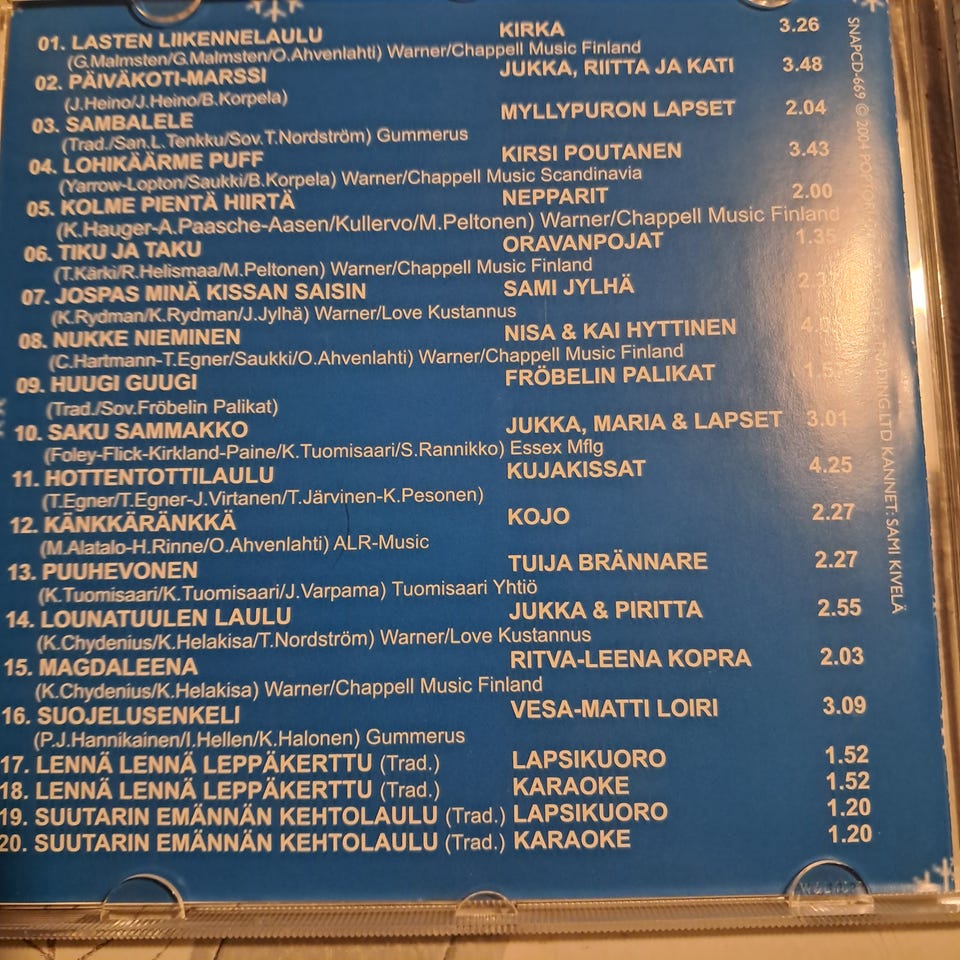 01. LASTEN LIIKENNELAULU KIRKA 3.26
(G.Malmsten/G.Malmsten/O.Ahvenlahti) Warner/Chappell Music Finland
02. PÄIVÄKOTI-MARSSI JUKKA, RIITTA JA KATI 3.48
(J.Heino/J.Heino/B.Korpela)
03. SAMBALELE MYLLYPURON LAPSET 2.04
(Trad./San.L.Tenkku/Sov.T.Nordström) Gummerus
04. LOHIKÄÄRME PUFF KIRSI POUTANEN 3.43
(Yarrow-Lopton/Saukki/B.Korpela) Warner/Chappell Music Scandinavia
05. KOLME PIENTÄ HIIRTÄ NEPPARIT 2.00
(K.Hauger-A.Paasche-Aasen/Kullervo/M.Peltonen) Warner/Chappell Music Finland
06. TIKU JA TAKU ORAVANPOJAT 1.35
(T.Kärki/R.Helismaa/M.Peltonen) Warner/Chappell Music Finland
07. JOSPAS MINÄ KISSAN SAISIN SAMI JYLHÄ
(K.Rydman/K.Rydman/J.Jylhä) Warner/Love Kustannus
08. NUKKE NIEMINEN NISA & KAI HYTTINEN
(C.Hartmann-T.Egner/Saukki/O.Ahvenlahti) Warner/Chappell Music Finland
09. HUUGI GUUGI FRÖBELIN PALIKAT
(Trad./Sov.Fröbelin Palikat)
10. SAKU SAMMAKKO JUKKA, MARIA & LAPSET 3.01
(Foley-Flick-Kirkland-Paine/K.Tuomisaari/S.Rannikko) Essex Mflg
11. HOTTENTOTTILAULU KUJAKISSAT 4.25
(T.Egner/T.Egner-J.Virtanen/T.Järvinen-K.Pesonen)
12. KÄNKKÄRÄNKKÄ KOJO 2.27
(M.Alatalo-H.Rinne/O.Ahvenlahti) ALR-Music
13. PUUHEVONEN TUIJA BRÄNNARE 2.27
(K.Tuomisaari/K.Tuomisaari/J.Varpama) Tuomisaari Yhtiö
14. LOUNATUULEN LAULU JUKKA & PIRITTA 2.55
(K.Chydenius/K.Helakisa/T.Nordström) Warner/Love Kustannus
15. MAGDALEENA RITVA-LEENA KOPRA 2.03
(K.Chydenius/K.Helakisa) Warner/Chappell Music Finland
16. SUOJELUSENKELI VESA-MATTI LOIRI 3.09
(P.J.Hannikainen/I.Hellen/K.Halonen) Gummerus
17. LENNÄ LENNÄ LEPPÄKERTTU (Trad.) LAPSIKUORO 1.52
18. LENNÄ LENNÄ LEPPÄKERTTU (Trad.) KARAOKE 1.52
19. SUUTARIN EMÄNNÄN KEHTOLAULU (Trad.) LAPSIKUORO 1.20
20. SUUTARIN EMÄNNÄN KEHTOLAULU (Trad.) KARAOKE 1.20
SNAPCD-669 © 2004 LTD KANNET: SAMI KIVELÄ